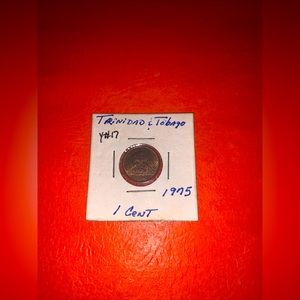 TRINIDAD & TOBAGO
Y#17
1975
1 CENT